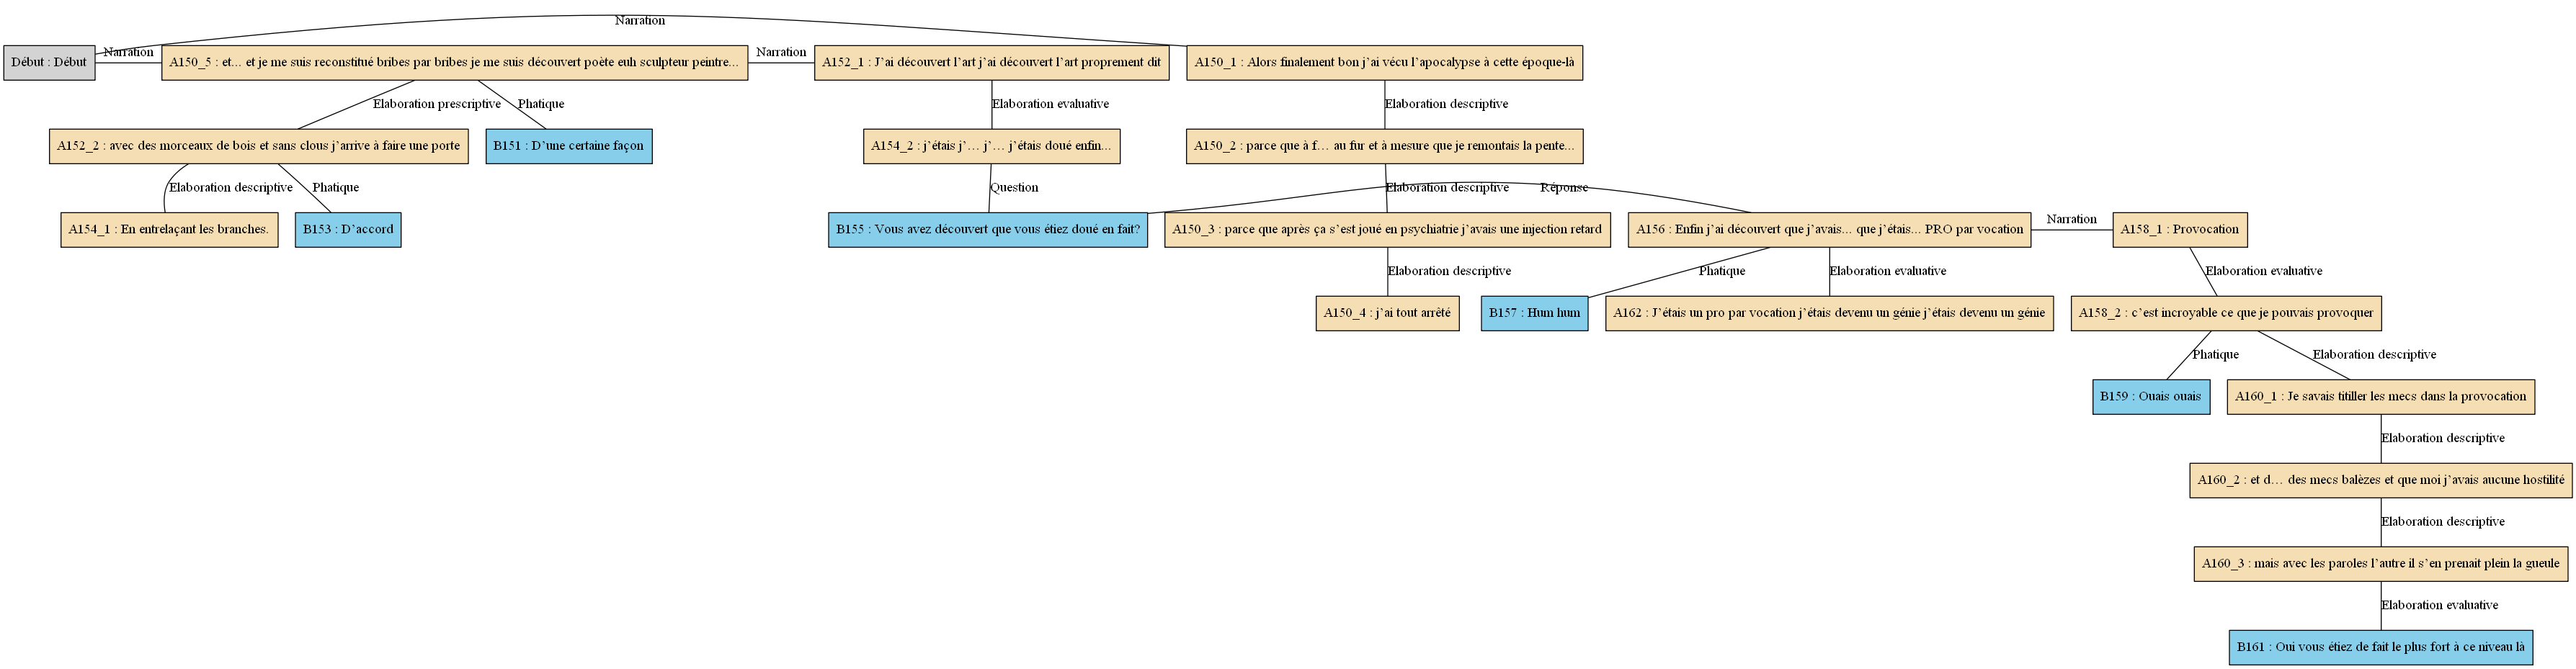 Narration
Début : Début
Narration
A150_5 : et... et je me suis reconstitué bribes par bribes je me suis découvert poète euh sculpteur peintre...
Narration
A152_1 : J’ai découvert l’art j’ai découvert l’art proprement dit
A150_1 : Alors finalement bon j’ai vécu l’apocalypse à cette époque-là
Elaboration prescriptive
Phatique
Elaboration evaluative
Elaboration descriptive
A152_2 : avec des morceaux de bois et sans clous j’arrive à faire une porte
B151 : D’une certaine façon
A154_2 : j’étais j’… j’… j’étais doué enfin...
A150_2 : parce que à f… au fur et à mesure que je remontais la pente...
Elaboration descriptive
Phatique
Question
Elaboration descriptive
Réponse
A154_1 : En entrelaçant les branches.
B153 : D’accord
B155 : Vous avez découvert que vous étiez doué en fait?
A150_3 : parce que après ça s’est joué en psychiatrie j’avais une injection retard
A156 : Enfin j’ai découvert que j’avais... que j’étais... PRO par vocation
Narration
A158_1 : Provocation
Elaboration descriptive
Phatique
Elaboration evaluative
Elaboration evaluative
A150_4 : j’ai tout arrêté
B157 : Hum hum
A162 : J’étais un pro par vocation j’étais devenu un génie j’étais devenu un génie
A158_2 : c’est incroyable ce que je pouvais provoquer
Phatique
Elaboration descriptive
B159 : Ouais ouais
A160_1 : Je savais titiller les mecs dans la provocation
Elaboration descriptive
A160_2 : et d… des mecs balèzes et que moi j’avais aucune hostilité
Elaboration descriptive
A160_3 : mais avec les paroles l’autre il s’en prenait plein la gueule
Elaboration evaluative
B161 : Oui vous étiez de fait le plus fort à ce niveau là